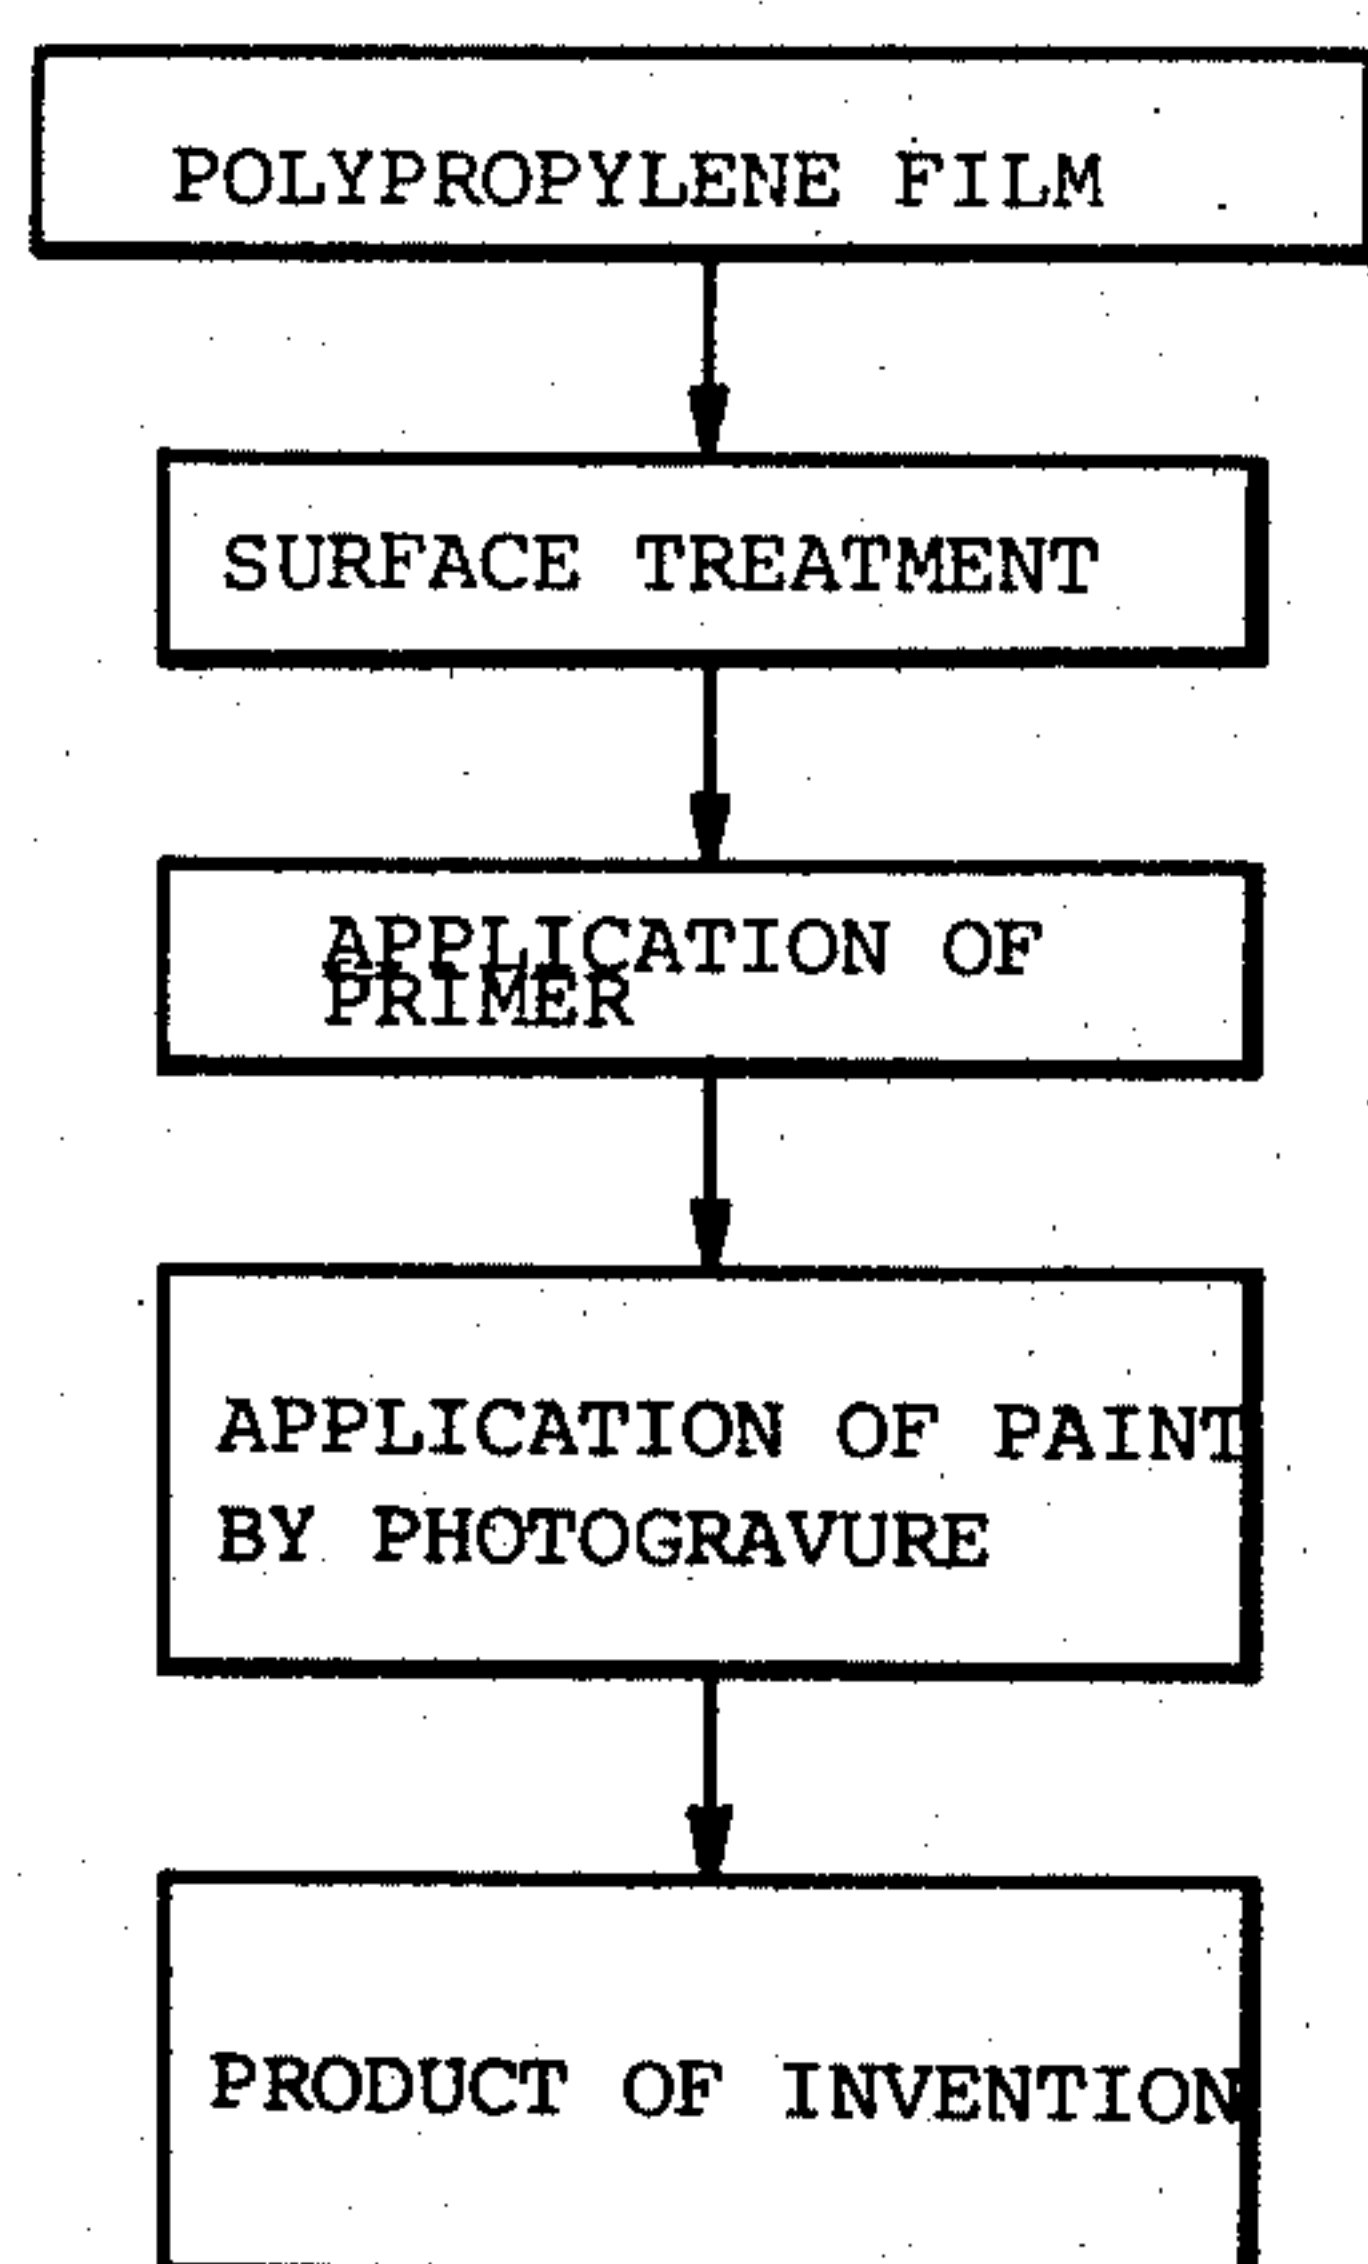 POLYPROPYLENE FILM
SURFACE TREATMENT
APPLICATION OF
PRIMER
APPLICATION OF PAINT
BY PHOTOGRAVURE
PRODUCT OF INVENTION